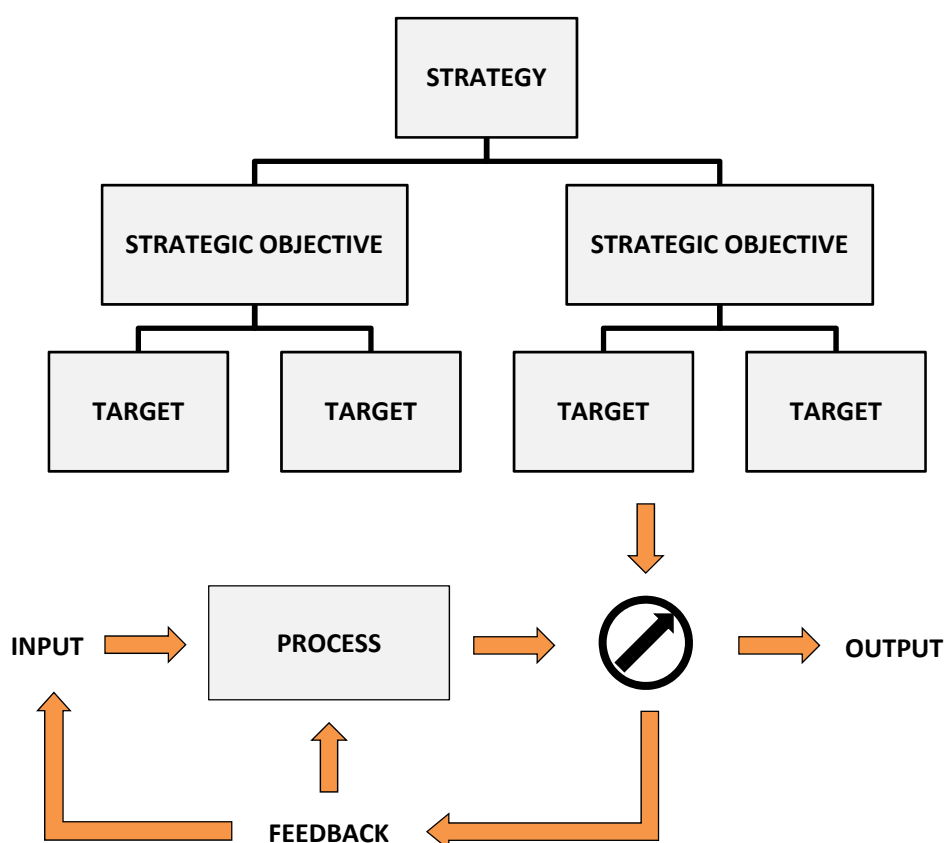 STRATEGY
STRATEGIC OBJECTIVE
STRATEGIC OBJECTIVE
TARGET
TARGET
TARGET
TARGET
INPUT
PROCESS
OUTPUT
FEEDBACK